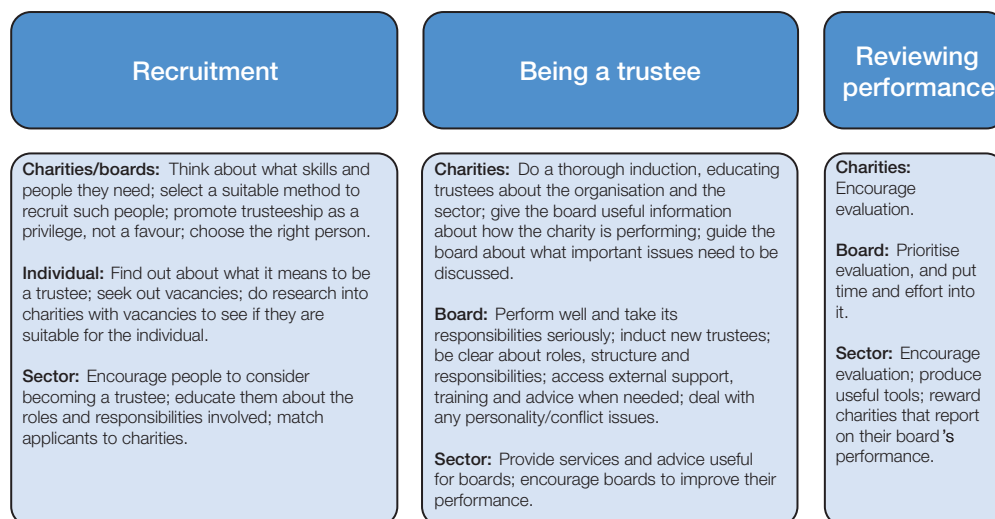 Recruitment
Charities/boards: Think about what skills and
people they need; select a suitable method to
recruit such people; promote trusteeship as a
privilege, not a favour; choose the right person.
Individual: Find out about what it means to be
a trustee; seek out vacancies; do research into
charities with vacancies to see if they are
suitable for the individual.
Sector: Encourage people to consider
becoming a trustee; educate them about the
roles and responsibilities involved; match
applicants to charities.
Being a trustee
Charities: Do a thorough induction, educating
trustees about the organisation and the
sector; give the board useful information
about how the charity is performing; guide the
board about what important issues need to be
discussed.
Board: Perform well and take its
responsibilities seriously; induct new trustees;
be clear about roles, structure and
responsibilities; access external support,
training and advice when needed; deal with
any personality/conflict issues.
Sector: Provide services and advice useful
for boards; encourage boards to improve their
performance.
Reviewing
performance
Charities:
Encourage
evaluation.
Board: Prioritise
evaluation, and put
time and effort into
it.
Sector: Encourage
evaluation; produce
useful tools; reward
charities that report
on their board's
performance.